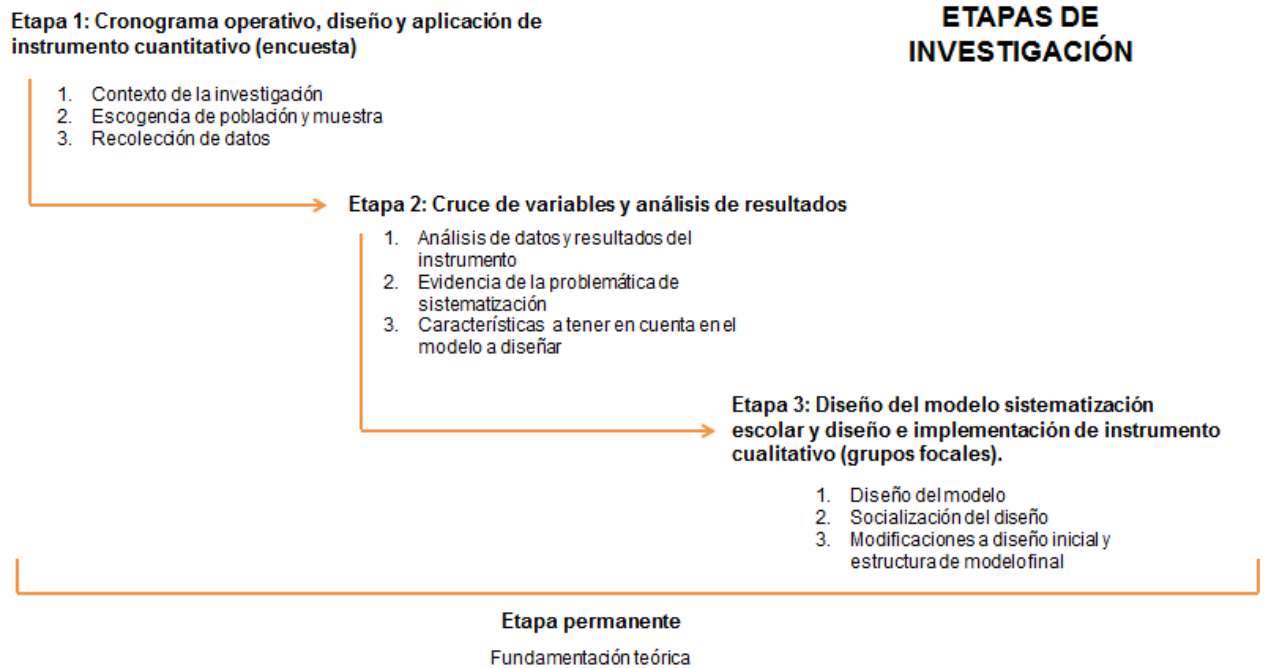 Etapa 1: Cronograma operativo, diseño y aplicación de
instrumento cuantitativo (encuesta)
ETAPAS DE
INVESTIGACIÓN
1. Contexto de la investigación
2. Escogencia de población y muestra
3. Recolección de datos
Etapa 2: Cruce de variables y análisis de resultados
1. Análisis de datos y resultados del
instrumento
2. Evidencia de la problemática de
sistematización
3. Características a tener en cuenta en el
modelo a diseñar
Etapa 3: Diseño del modelo sistematización
escolar y diseño e implementación de instrumento
cualitativo (grupos focales).
1. Diseño del modelo
2. Socialización del diseño
3. Modificaciones a diseño inicial y
estructura de modelo final
Etapa permanente
Fundamentación teórica